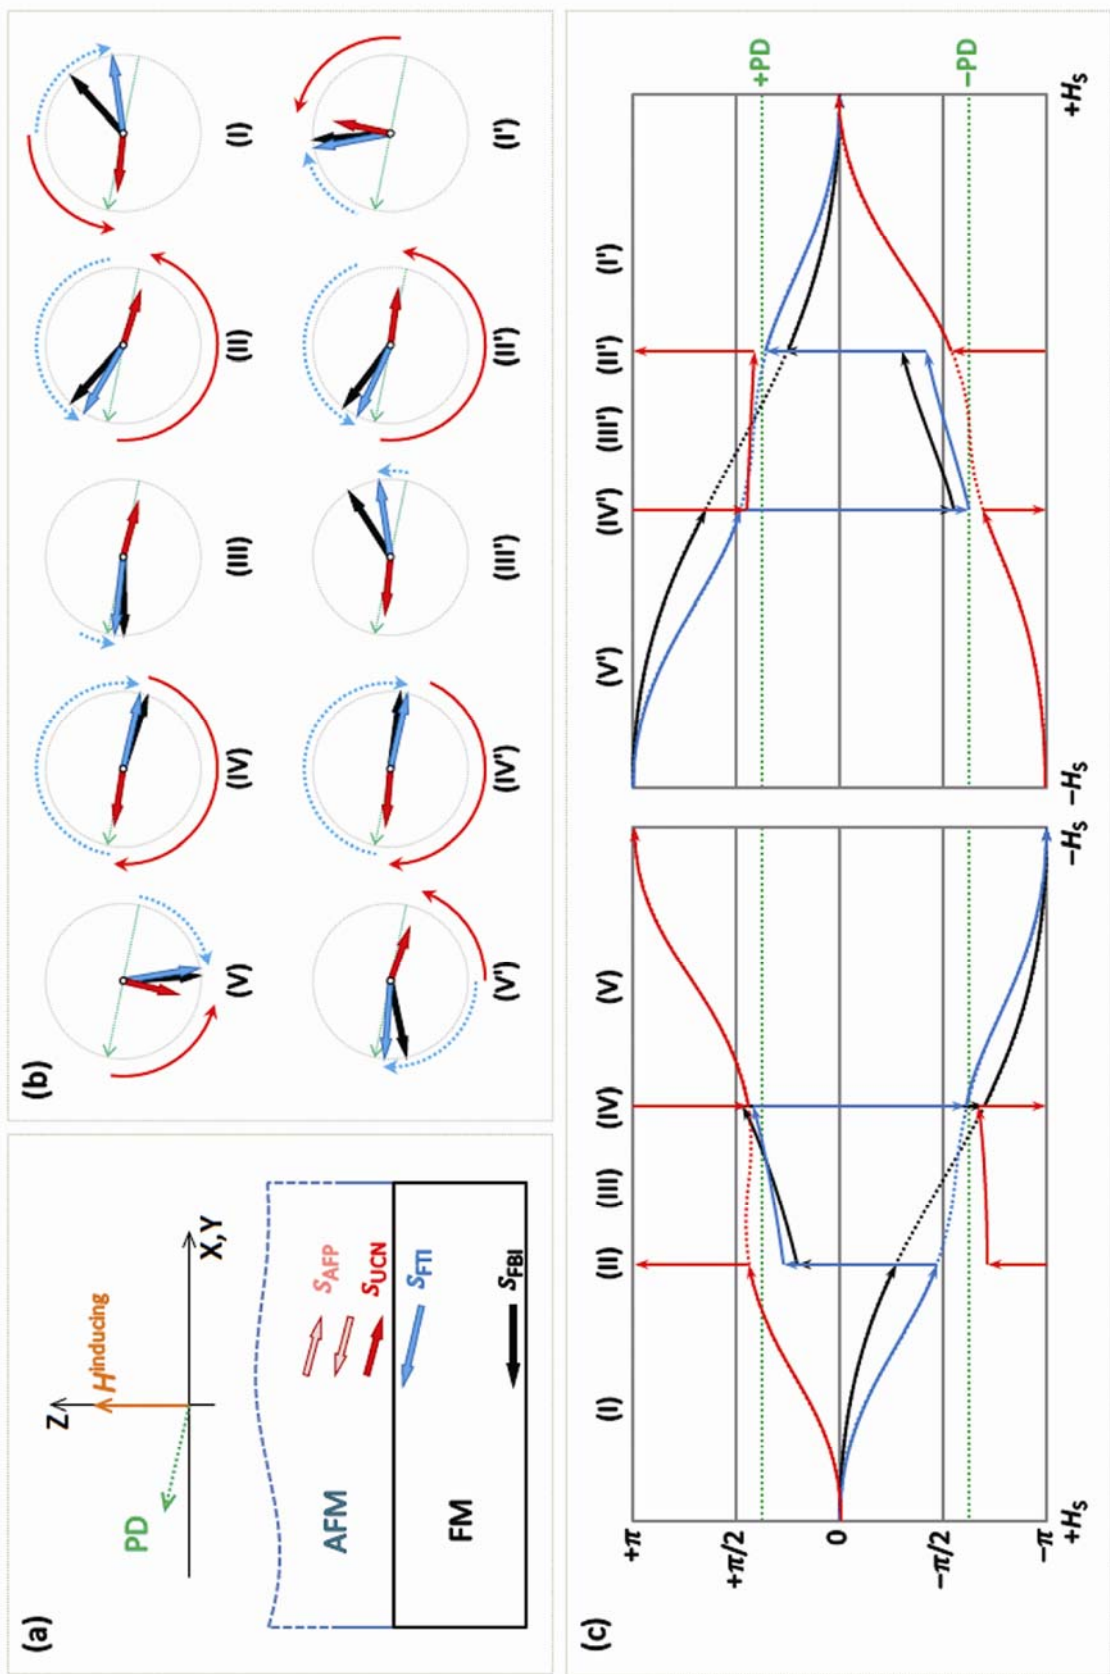 (a)
Z
H^inducing
PD
X,Y
AFM
S_AFP
S_UCN
S_FTI
FM
S_FBI
(b)
(V) (IV) (III) (II) (I)
(V') (IV') (III') (II') (I')
(c)
(I) (II) (III) (IV) (V) (V') (IV') (III') (II') (I')
+π
+π/2
+PD
0
−π/2
−PD
−π
+H_S −H_S −H_S +H_S